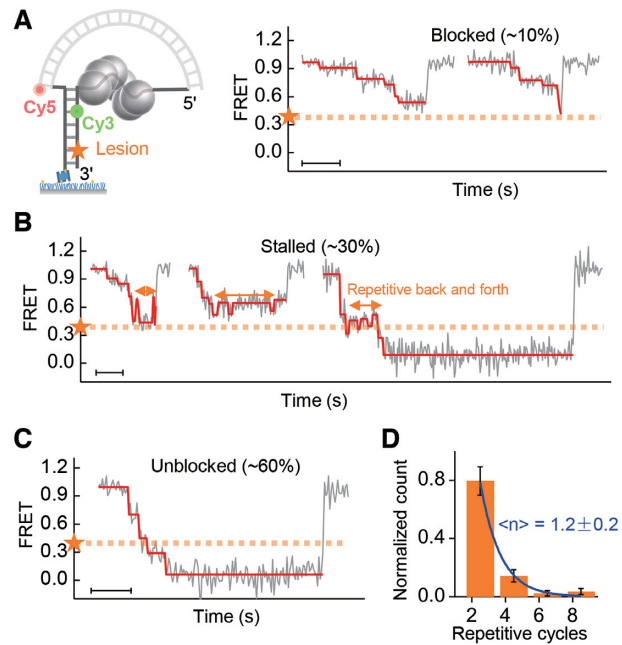 A
Cy5
Cy3
Lesion
5'
3'
Blocked (~10%)
FRET
1.2
0.9
0.6
0.3
0.0
Time (s)
B
Stalled (~30%)
Repetitive back and forth
FRET
1.2
0.9
0.6
0.3
0.0
Time (s)
C
Unblocked (~60%)
FRET
1.2
0.9
0.6
0.3
0.0
Time (s)
D
Normalized count
0.8
0.4
0.0
<n> = 1.2±0.2
2 4 6 8
Repetitive cycles